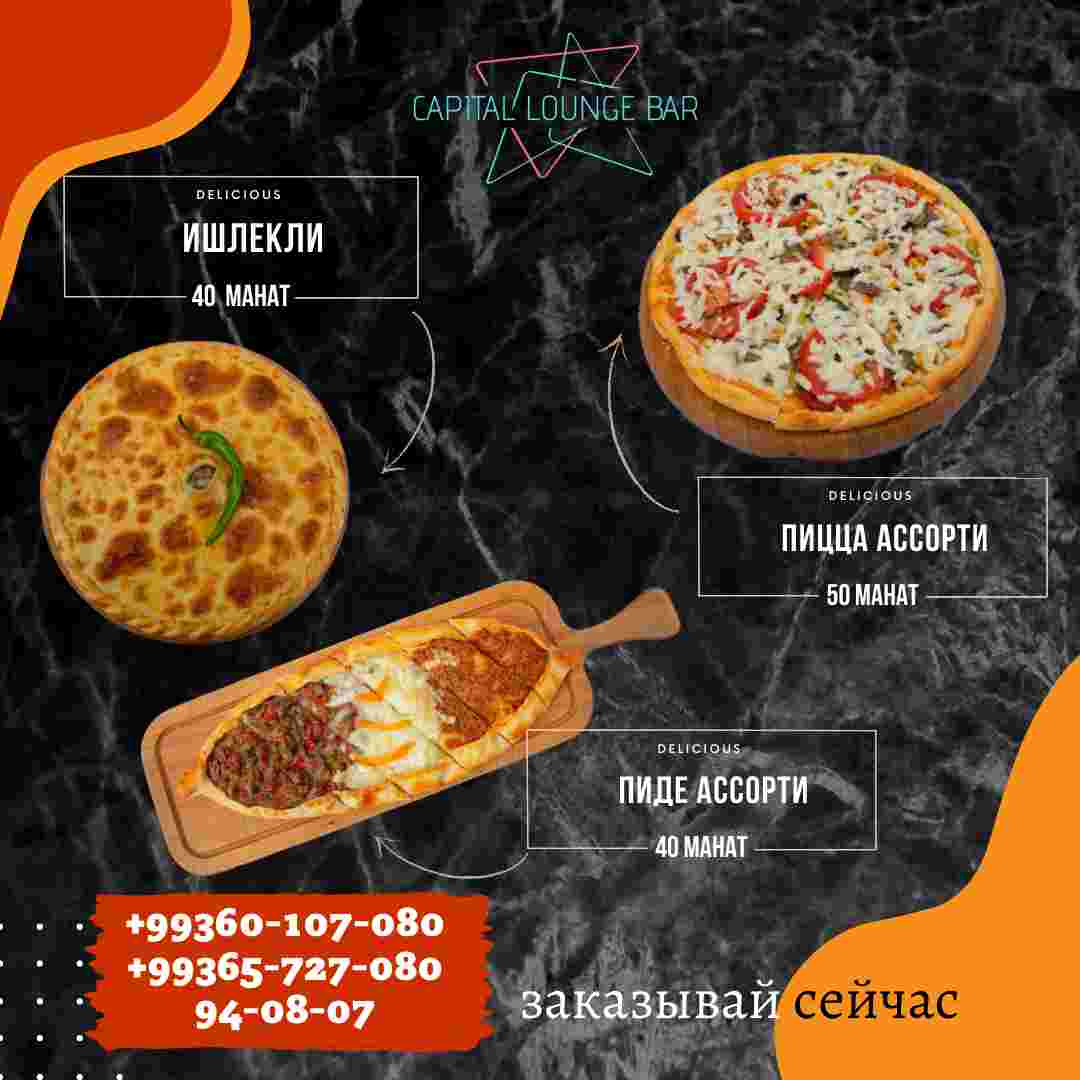 CAPITAL LOUNGE BAR
DELICIOUS
ИШЛЕКЛИ
40 МАНАТ
DELICIOUS
ПИЦЦА АССОРТИ
50 МАНАТ
DELICIOUS
ПИДЕ АССОРТИ
40 МАНАТ
+99360-107-080
+99365-727-080
94-08-07
заказывай сейчас